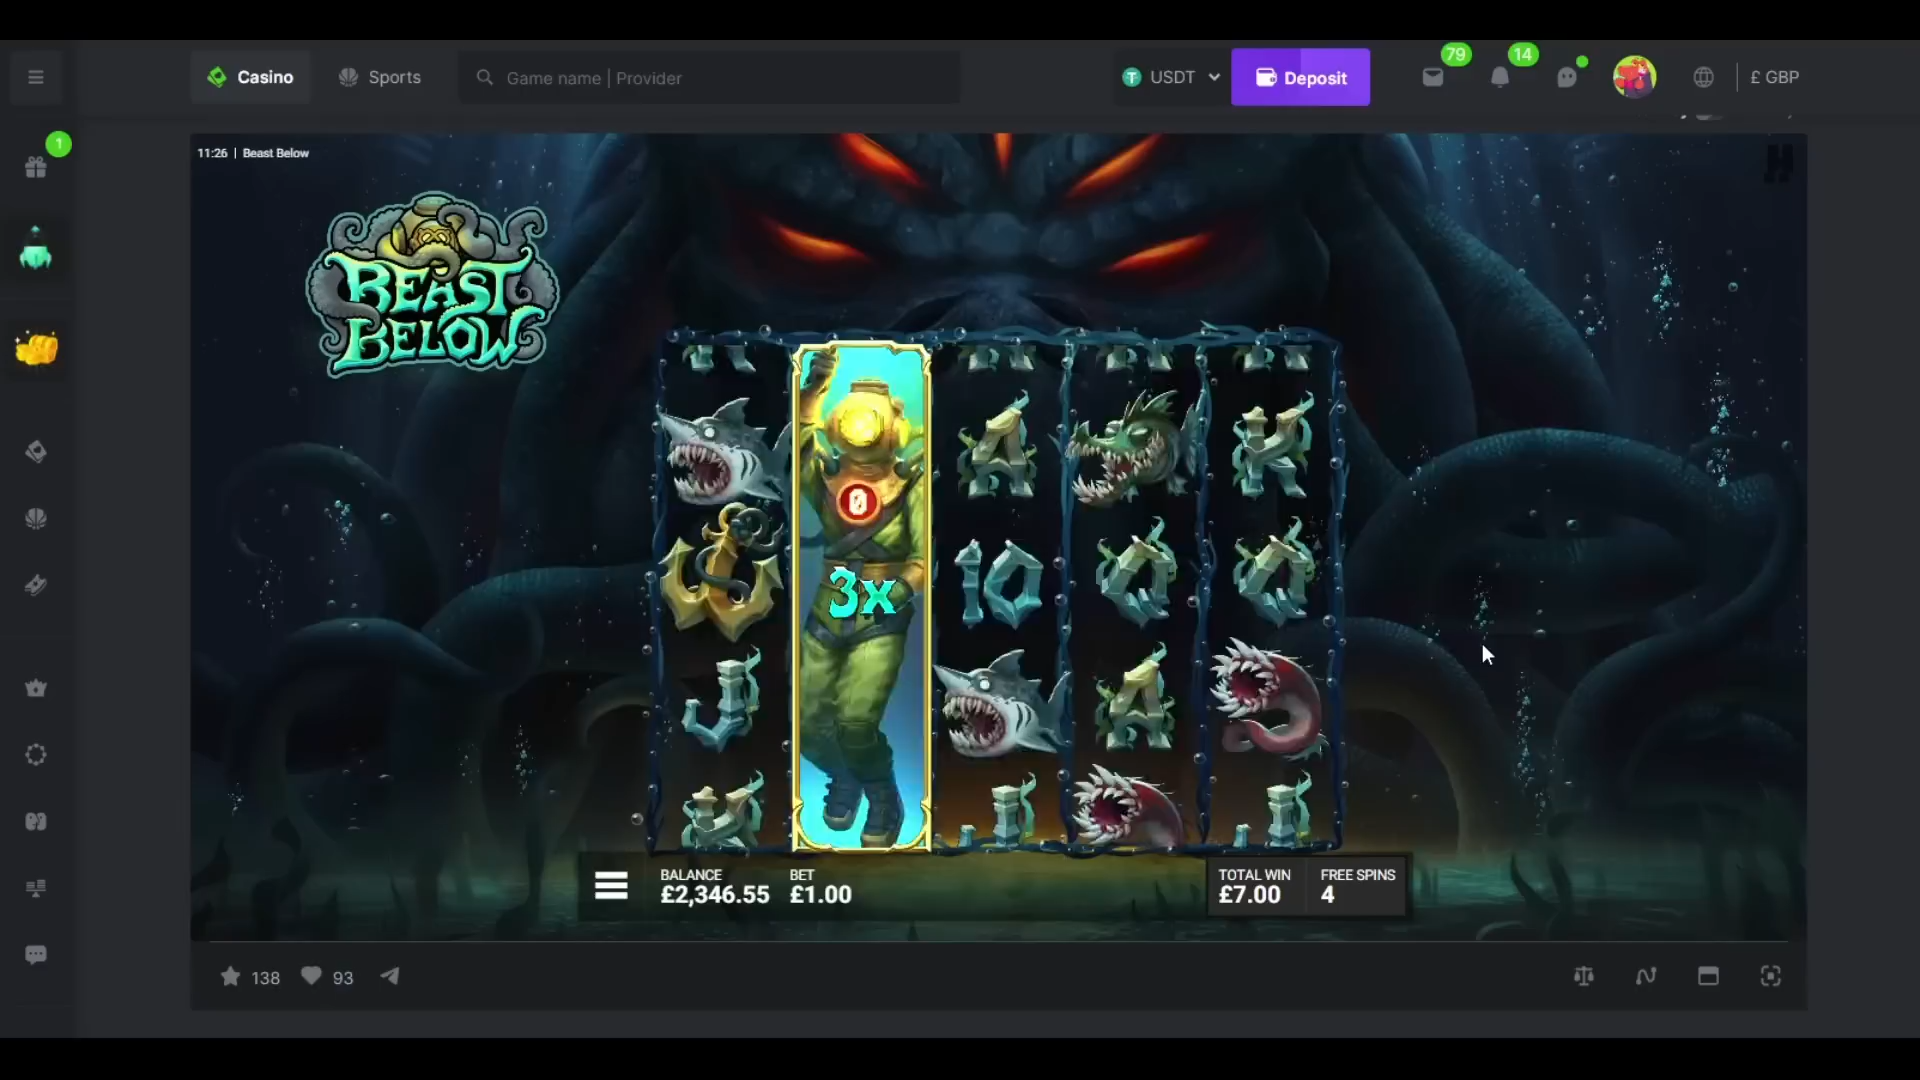 Casino
Sports
Game name | Provider
USDT
Deposit
79
14
£ GBP
1
11:26 | Beast Below
BEAST
BELOW
A
K
0
3x
10
Q
Q
J
A
K
J
J
BALANCE
£2,346.55
BET
£1.00
TOTAL WIN
£7.00
FREE SPINS
4
138
93